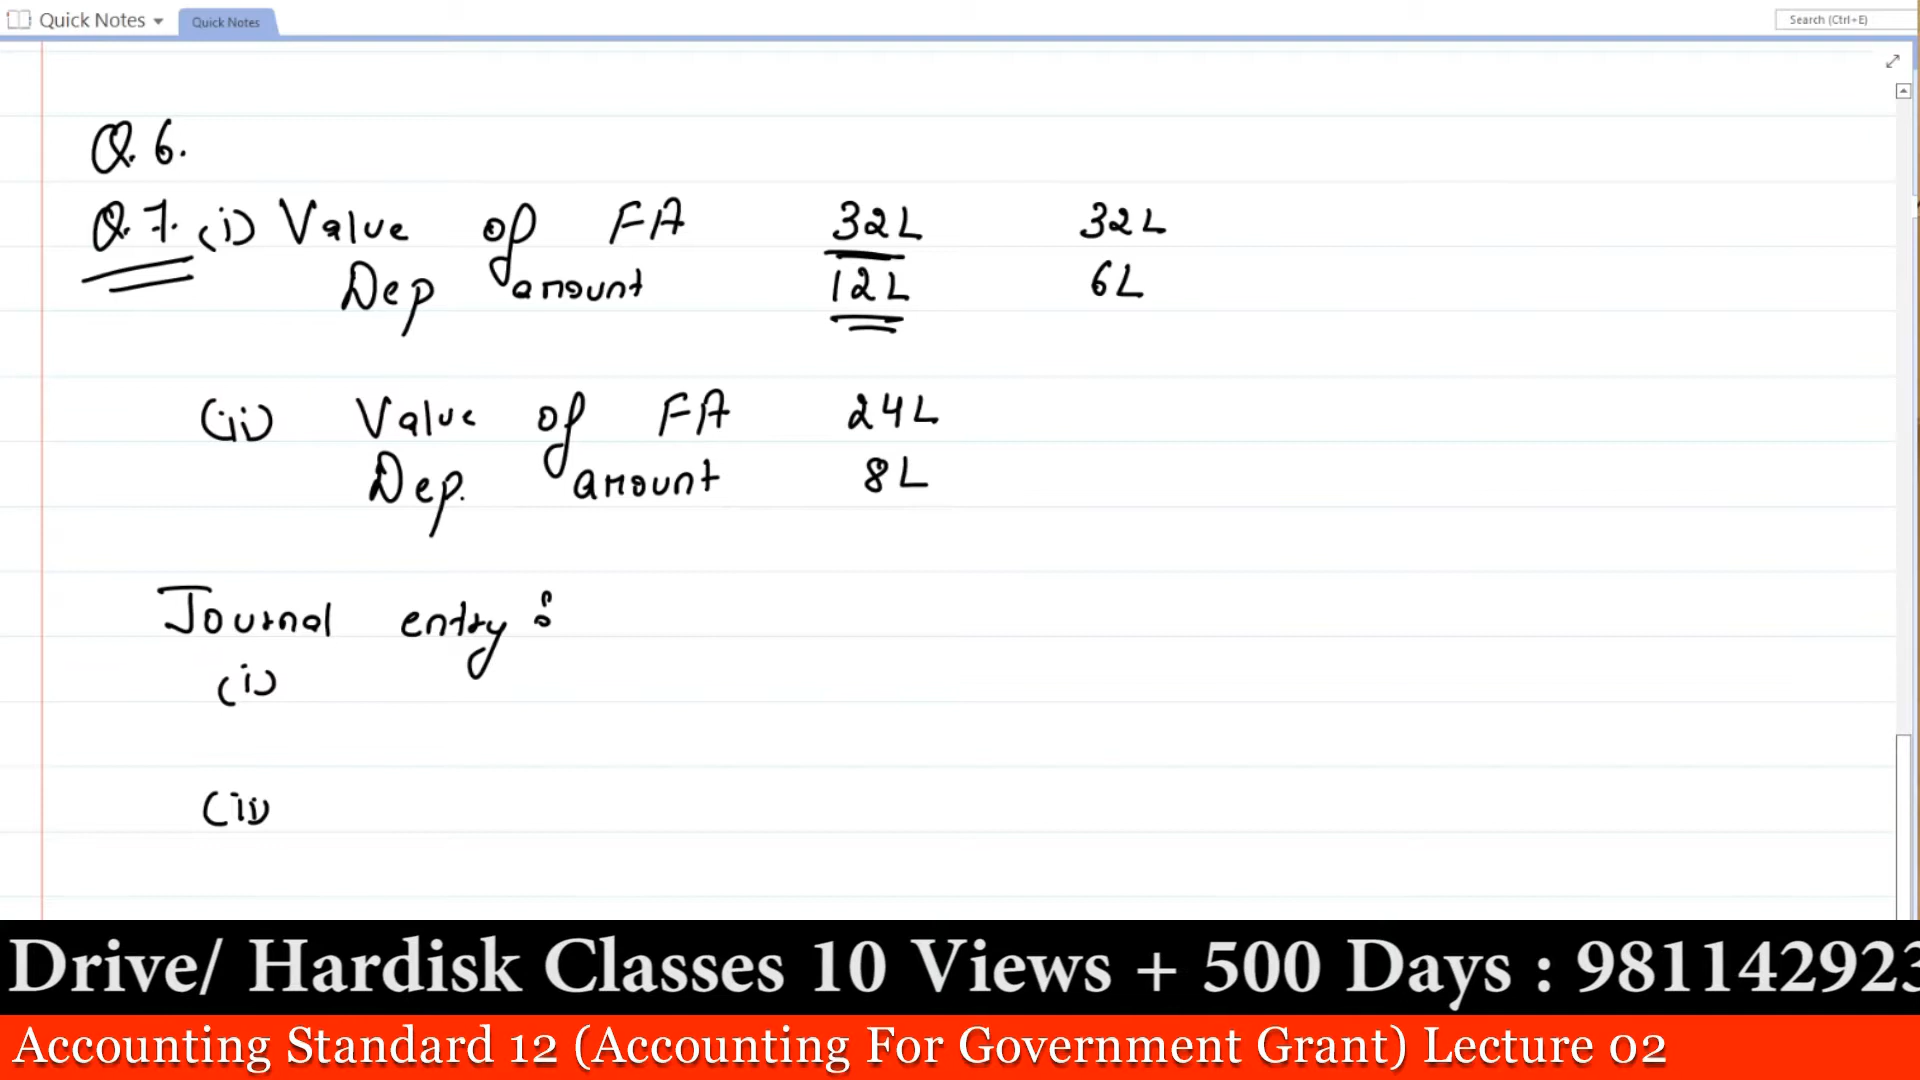 Quick Notes
Quick Notes
Search (Ctrl+E)
Q. 6.
Q. 7. (i) Value of FA 32L 32L
Dep amount 12L 6L
(ii) Value of FA 24L
Dep. amount 8L
Journal entry :
(i)
(ii)
Drive/ Hardisk Classes 10 Views + 500 Days : 981142923
Accounting Standard 12 (Accounting For Government Grant) Lecture 02